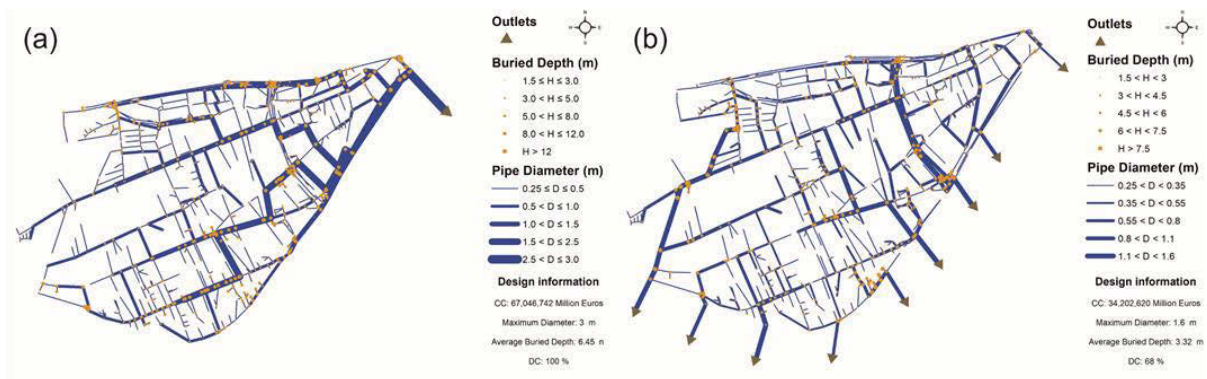 (a)
Outlets
N
W
E
S
Buried Depth (m)
1.5 ≤ H ≤ 3.0
3.0 < H ≤ 5.0
5.0 < H ≤ 8.0
8.0 < H ≤ 12.0
H > 12
Pipe Diameter (m)
0.25 ≤ D ≤ 0.5
0.5 < D ≤ 1.0
1.0 < D ≤ 1.5
1.5 < D ≤ 2.5
2.5 < D ≤ 3.0
Design information
CC: 67,046,742 Million Euros
Maximum Diameter: 3 m
Average Buried Depth: 6.45 n
DC: 100 %
(b)
Outlets
N
W
E
S
Buried Depth (m)
1.5 < H < 3
3 < H < 4.5
4.5 < H < 6
6 < H < 7.5
H > 7.5
Pipe Diameter (m)
0.25 < D < 0.35
0.35 < D < 0.55
0.55 < D < 0.8
0.8 < D < 1.1
1.1 < D < 1.6
Design information
CC: 34,202,620 Million Euros
Maximum Diameter: 1.6 m
Average Buried Depth: 3.32 m
DC: 68 %